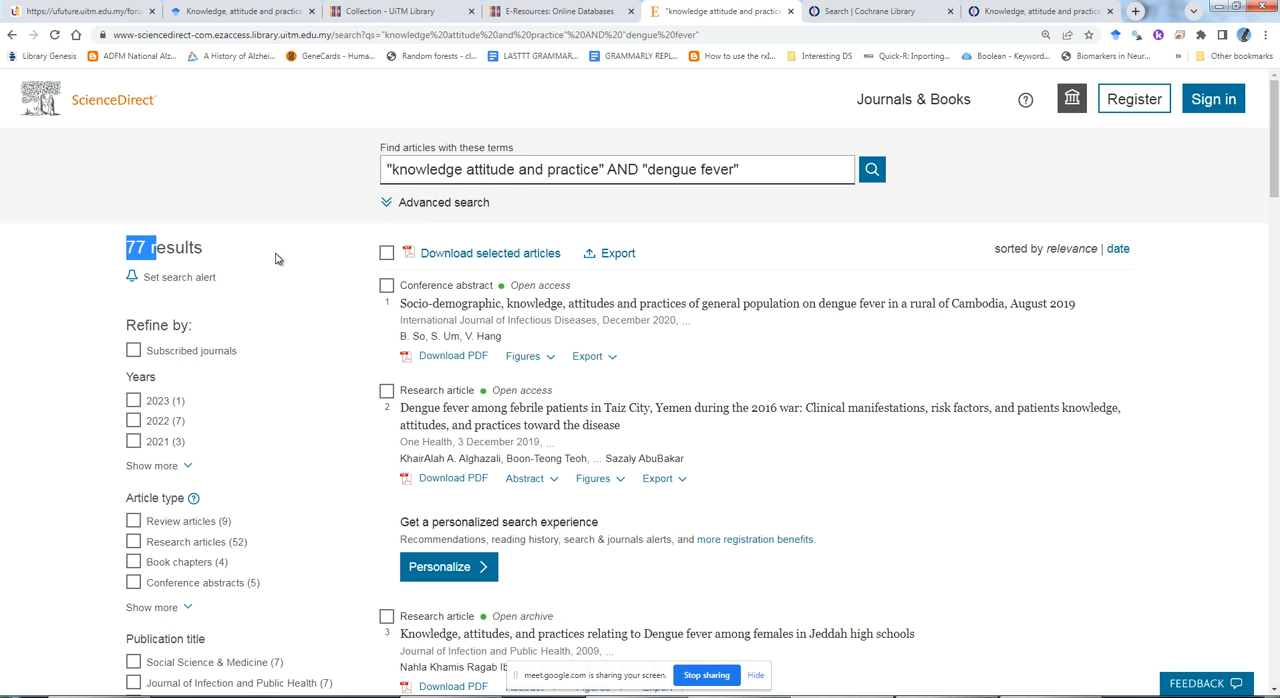 https://ufuture.uitm.edu.my/foru
Knowledge, attitude and practice
Collection - UiTM Library
E-Resources: Online Databases
"knowledge attitude and practice
Search | Cochrane Library
Knowledge, attitude and practice
www-sciencedirect-com.ezaccess.library.uitm.edu.my/search?qs="knowledge%20attitude%20and%20practice"%20AND%20"dengue%20fever"
Library Genesis
ADFM National Alz...
A History of Alzhei...
GeneCards - Huma...
Random forests - cl...
LASTTT GRAMMAR...
GRAMMARLY REPL...
How to use the rxl...
Interesting DS
Quick-R: Inporting...
Boolean - Keyword...
Biomarkers in Neur...
»
Other bookmarks
ScienceDirect
Journals & Books
Register
Sign in
Find articles with these terms
"knowledge attitude and practice" AND "dengue fever"
Advanced search
77 results
Set search alert
Download selected articles
Export
sorted by relevance | date
Refine by:
Subscribed journals
Years
2023 (1)
2022 (7)
2021 (3)
Show more
Article type
Review articles (9)
Research articles (52)
Book chapters (4)
Conference abstracts (5)
Show more
Publication title
Social Science & Medicine (7)
Journal of Infection and Public Health (7)
Conference abstract ● Open access
1 Socio-demographic, knowledge, attitudes and practices of general population on dengue fever in a rural of Cambodia, August 2019
International Journal of Infectious Diseases, December 2020, ...
B. So, S. Um, V. Hang
Download PDF Figures Export
Research article ● Open access
2 Dengue fever among febrile patients in Taiz City, Yemen during the 2016 war: Clinical manifestations, risk factors, and patients knowledge,
attitudes, and practices toward the disease
One Health, 3 December 2019, ...
KhairAlah A. Alghazali, Boon-Teong Teoh, ... Sazaly AbuBakar
Download PDF Abstract Figures Export
Get a personalized search experience
Recommendations, reading history, search & journals alerts, and more registration benefits.
Personalize
Research article ● Open archive
3 Knowledge, attitudes, and practices relating to Dengue fever among females in Jeddah high schools
Journal of Infection and Public Health, 2009, ...
Nahla Khamis Ragab
Download PDF
meet.google.com is sharing your screen.
Stop sharing
Hide
FEEDBACK